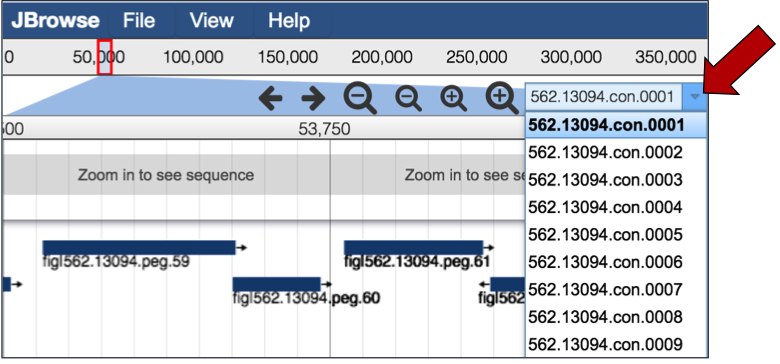 JBrowse File View Help
0 50,000 100,000 150,000 200,000 250,000 300,000 350,000
562.13094.con.0001
562.13094.con.0001
500 53,750
562.13094.con.0002
Zoom in to see sequence Zoom in to see se
562.13094.con.0003
562.13094.con.0004
562.13094.con.0005
fig|562.13094.peg.59 fig|562.13094.peg.61
562.13094.con.0006
562.13094.con.0007
fig|562.13094.peg.60 fig|562
562.13094.con.0008
562.13094.con.0009